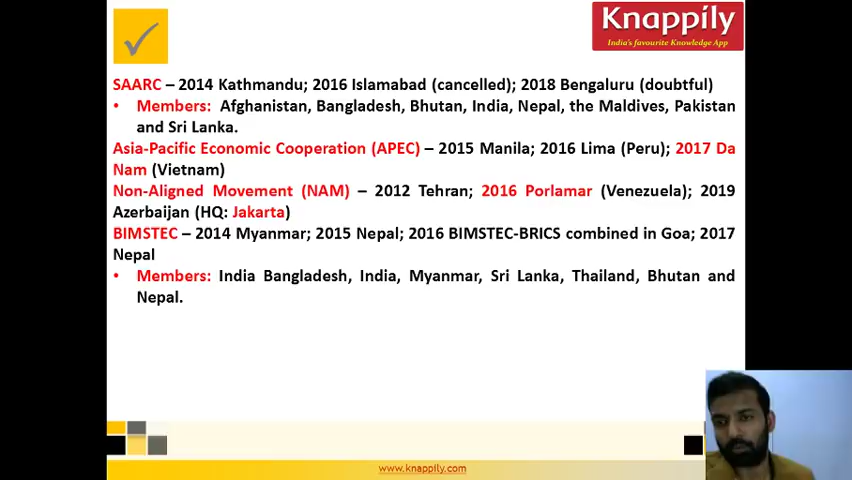 Knappily
India's favourite Knowledge App
SAARC – 2014 Kathmandu; 2016 Islamabad (cancelled); 2018 Bengaluru (doubtful)
• Members: Afghanistan, Bangladesh, Bhutan, India, Nepal, the Maldives, Pakistan
and Sri Lanka.
Asia-Pacific Economic Cooperation (APEC) – 2015 Manila; 2016 Lima (Peru); 2017 Da
Nam (Vietnam)
Non-Aligned Movement (NAM) – 2012 Tehran; 2016 Porlamar (Venezuela); 2019
Azerbaijan (HQ: Jakarta)
BIMSTEC – 2014 Myanmar; 2015 Nepal; 2016 BIMSTEC-BRICS combined in Goa; 2017
Nepal
• Members: India Bangladesh, India, Myanmar, Sri Lanka, Thailand, Bhutan and
Nepal.
www.knappily.com